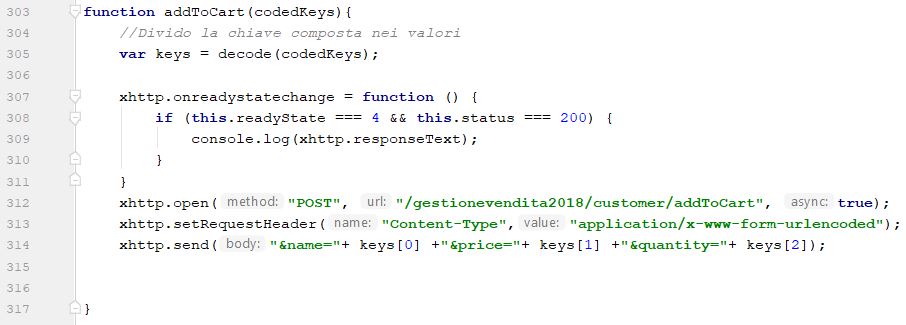 303 function addToCart(codedKeys){
304 //Divido la chiave composta nei valori
305 var keys = decode(codedKeys);
306
307 xhttp.onreadystatechange = function () {
308 if (this.readyState === 4 && this.status === 200) {
309 console.log(xhttp.responseText);
310 }
311 }
312 xhttp.open( method: "POST", url: "/gestionevendita2018/customer/addToCart", async: true);
313 xhttp.setRequestHeader( name: "Content-Type", value: "application/x-www-form-urlencoded");
314 xhttp.send( body: "&name="+ keys[0] +"&price="+ keys[1] +"&quantity="+ keys[2]);
315
316
317 }